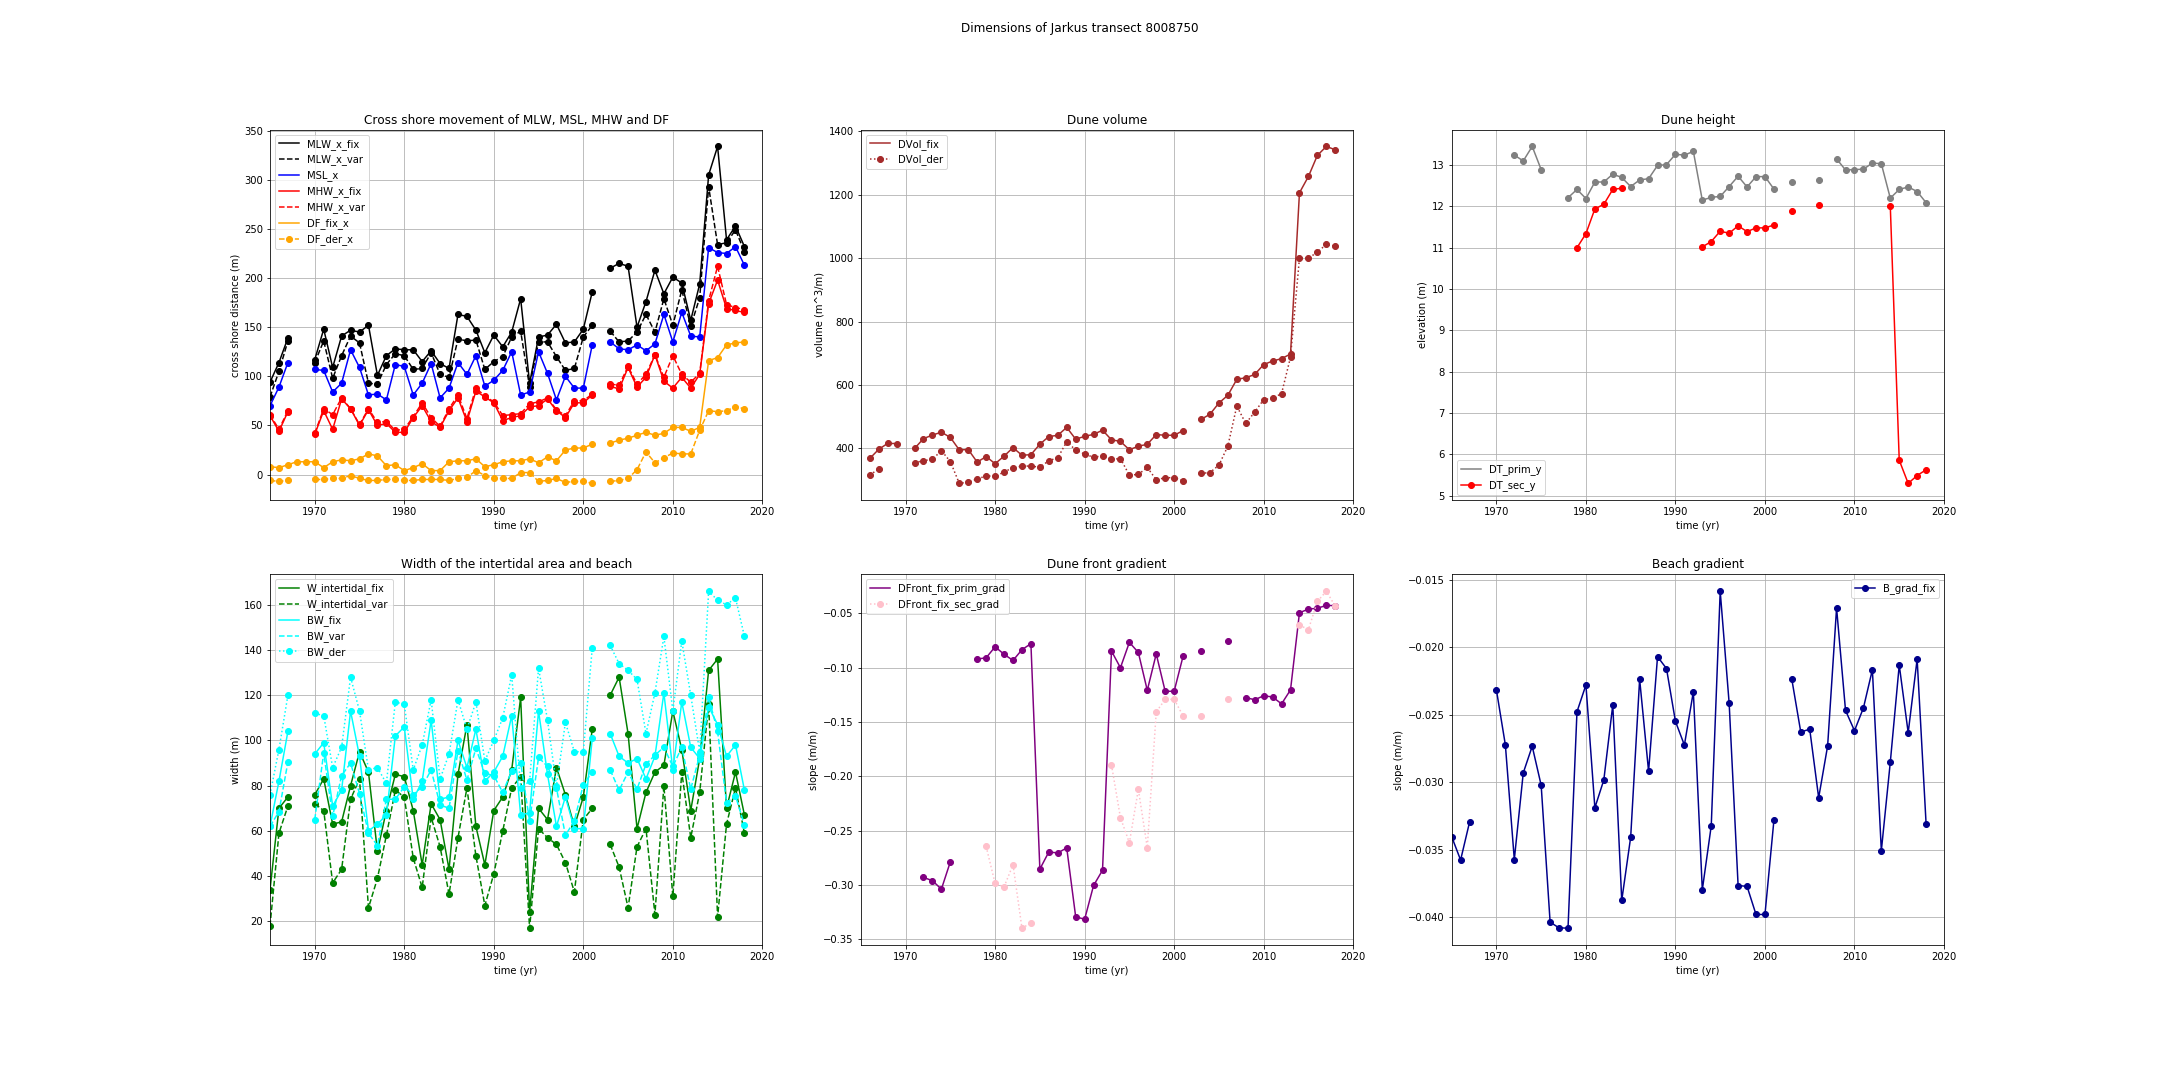 Dimensions of Jarkus transect 8008750
Cross shore movement of MLW, MSL, MHW and DF
350
300
250
200
150
100
50
0
cross shore distance (m)
MLW_x_fix
MLW_x_var
MSL_x
MHW_x_fix
MHW_x_var
DF_fix_x
DF_der_x
1970 1980 1990 2000 2010 2020
time (yr)
Dune volume
1400
1200
1000
800
600
400
volume (m^3/m)
DVol_fix
DVol_der
1970 1980 1990 2000 2010 2020
time (yr)
Dune height
13
12
11
10
9
8
7
6
5
elevation (m)
DT_prim_y
DT_sec_y
1970 1980 1990 2000 2010 2020
time (yr)
Width of the intertidal area and beach
160
140
120
100
80
60
40
20
width (m)
W_intertidal_fix
W_intertidal_var
BW_fix
BW_var
BW_der
1970 1980 1990 2000 2010 2020
time (yr)
Dune front gradient
−0.05
−0.10
−0.15
−0.20
−0.25
−0.30
−0.35
slope (m/m)
DFront_fix_prim_grad
DFront_fix_sec_grad
1970 1980 1990 2000 2010 2020
time (yr)
Beach gradient
−0.015
−0.020
−0.025
−0.030
−0.035
−0.040
slope (m/m)
B_grad_fix
1970 1980 1990 2000 2010 2020
time (yr)